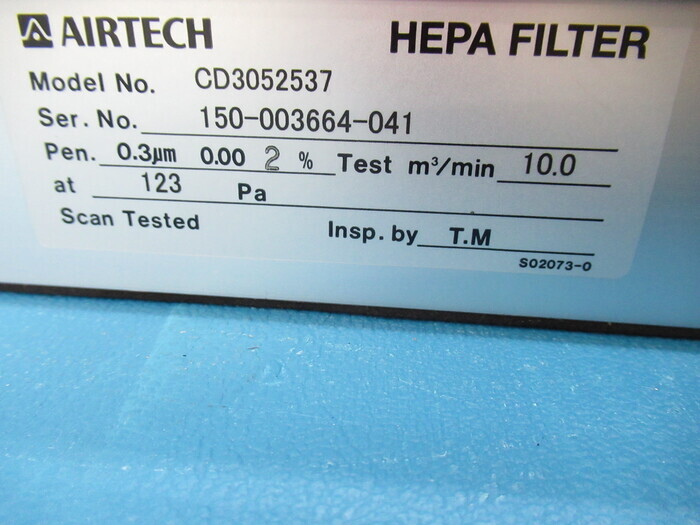 AIRTECH HEPA FILTER
Model No. CD3052537
Ser. No. 150-003664-041
Pen. 0.3μm 0.00 2 % Test m³/min 10.0
at 123 Pa
Scan Tested Insp. by T.M
S02073-0